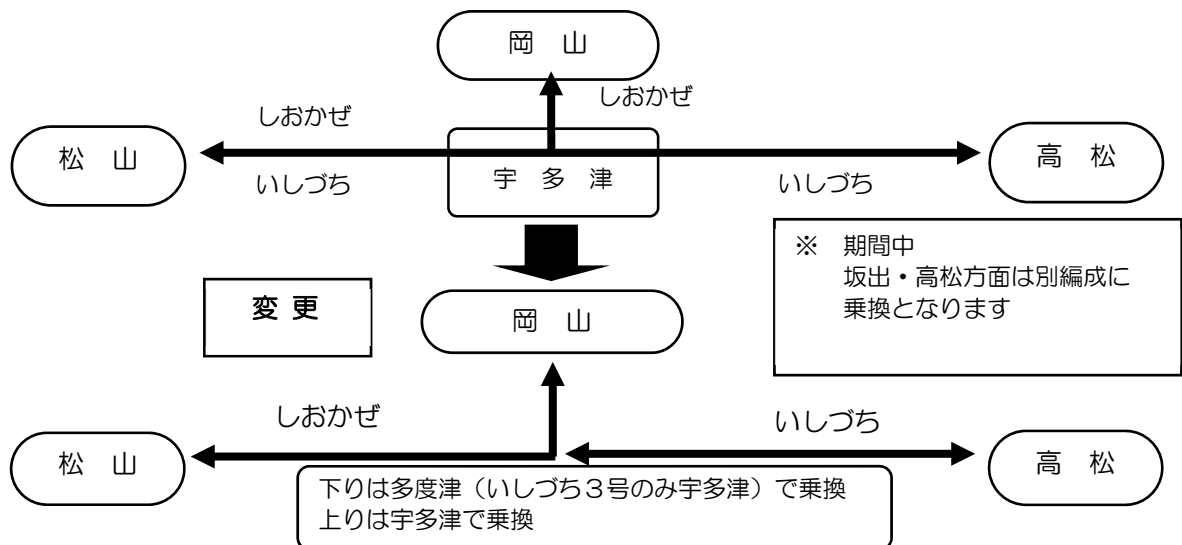 岡 山
しおかぜ
しおかぜ
松 山
宇 多 津
高 松
いしづち
いしづち
※ 期間中
坂出・高松方面は別編成に
乗換となります
変 更
岡 山
しおかぜ
いしづち
松 山
高 松
下りは多度津（いしづち３号のみ宇多津）で乗換
上りは宇多津で乗換